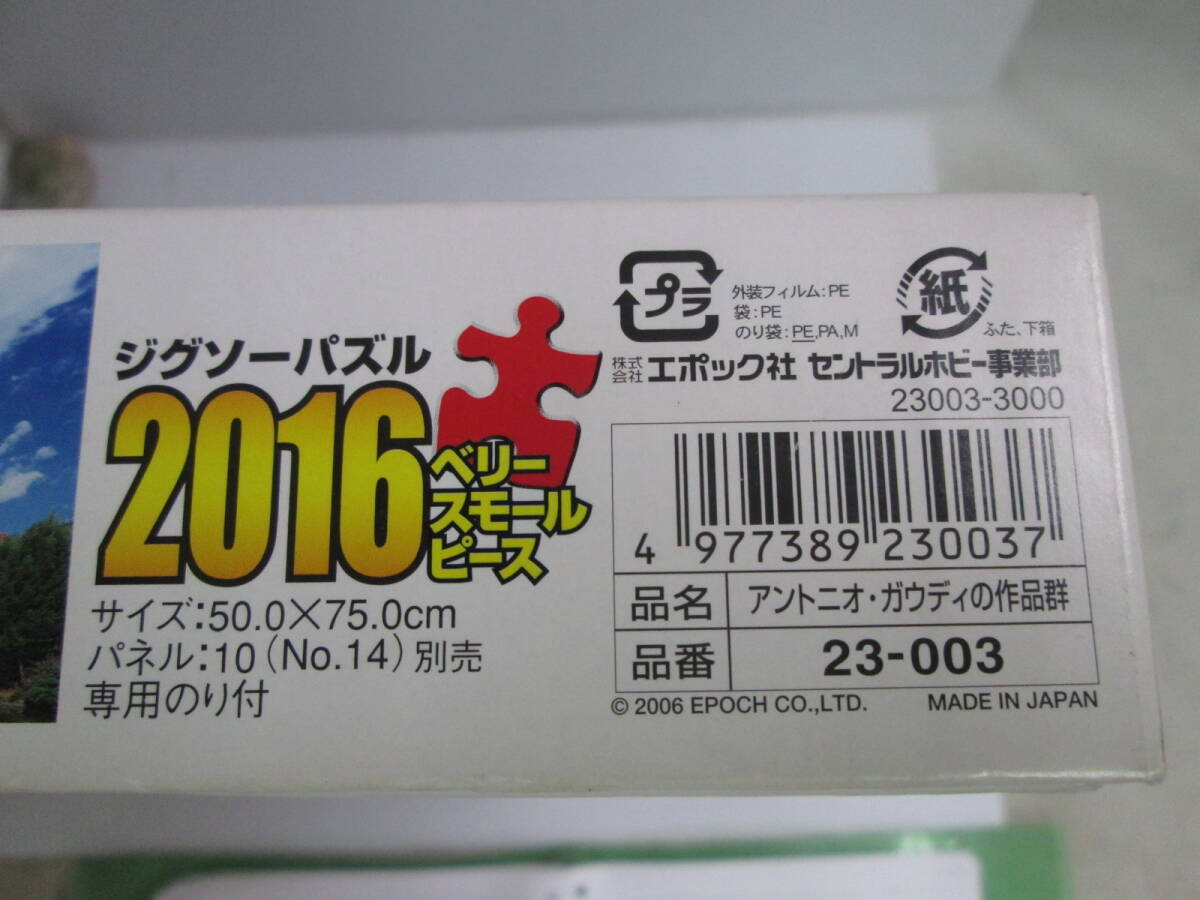 ジグソーパズル
2016
ベリー
スモール
ピース
サイズ:50.0×75.0cm
パネル:10(No.14)別売
専用のり付
プラ
外装フィルム:PE
袋:PE
のり袋:PE,PA,M
紙
ふた、下箱
株式会社 エポック社 セントラルホビー事業部
23003-3000
4 977389 230037
品名 アントニオ・ガウディの作品群
品番 23-003
© 2006 EPOCH CO.,LTD. MADE IN JAPAN